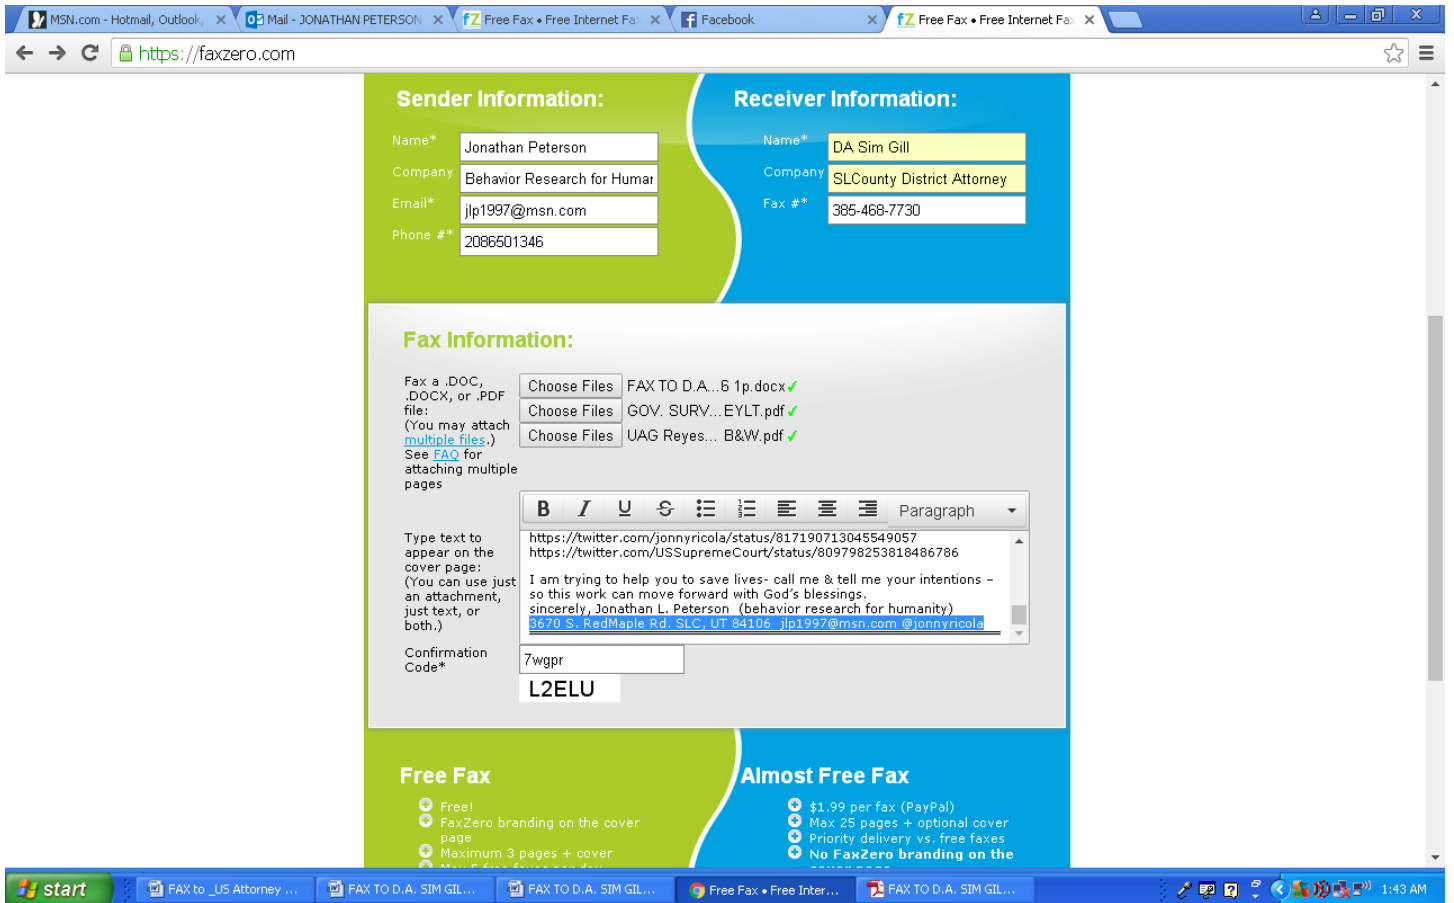 MSN.com - Hotmail, Outlook,
Mail - JONATHAN PETERSON
Free Fax • Free Internet Fa
Facebook
Free Fax • Free Internet Fa
https://faxzero.com
Sender Information:
Name* Jonathan Peterson
Company Behavior Research for Human
Email* jlp1997@msn.com
Phone #* 2086501346
Receiver Information:
Name* DA Sim Gill
Company SLCounty District Attorney
Fax #* 385-468-7730
Fax Information:
Fax a .DOC,
.DOCX, or .PDF
file:
(You may attach
multiple files.)
See FAQ for
attaching multiple
pages
Choose Files FAX TO D.A...6 1p.docx✓
Choose Files GOV. SURV...EYLT.pdf✓
Choose Files UAG Reyes... B&W.pdf✓
B I U S Paragraph
Type text to
appear on the
cover page:
(You can use just
an attachment,
just text, or
both.)
https://twitter.com/jonnyricola/status/817190713045549057
https://twitter.com/USSupremeCourt/status/809798253818486786
I am trying to help you to save lives- call me & tell me your intentions –
so this work can move forward with God's blessings.
sincerely, Jonathan L. Peterson (behavior research for humanity)
3670 S. RedMaple Rd. SLC, UT 84106 jlp1997@msn.com @jonnyricola
Confirmation
Code*
7wgpr
L2ELU
Free Fax
Free!
FaxZero branding on the cover
page
Maximum 3 pages + cover
Max 5 free faxes per day
Almost Free Fax
$1.99 per fax (PayPal)
Max 25 pages + optional cover
Priority delivery vs. free faxes
No FaxZero branding on the
cover page
start
FAX to _US Attorney ...
FAX TO D.A. SIM GIL...
FAX TO D.A. SIM GIL...
Free Fax • Free Inter...
FAX TO D.A. SIM GIL...
1:43 AM